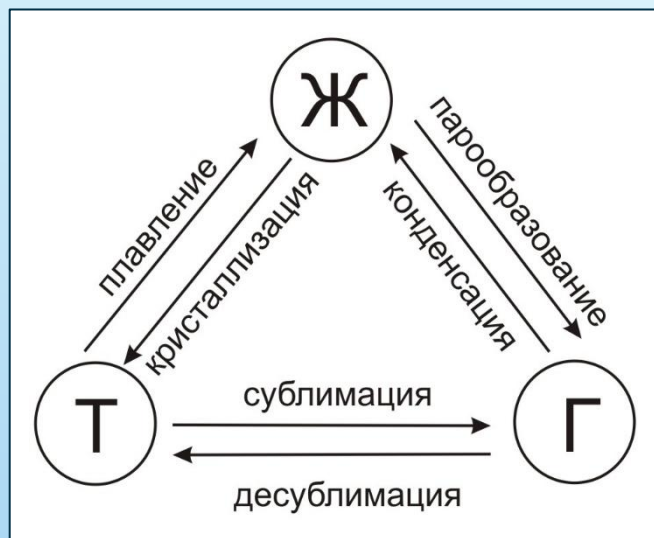 Ж
плавление
кристаллизация
конденсация
парообразование
Т
сублимация
десублимация
Г